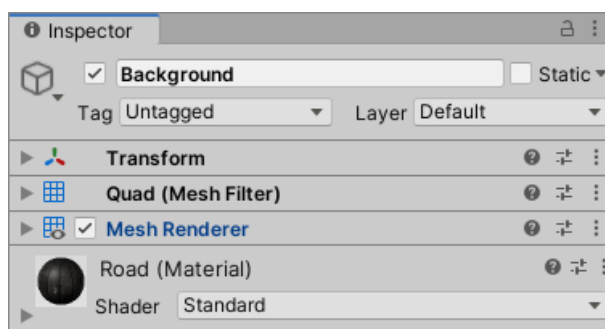 Inspector
Background Static
Tag Untagged Layer Default
Transform
Quad (Mesh Filter)
Mesh Renderer
Road (Material)
Shader Standard